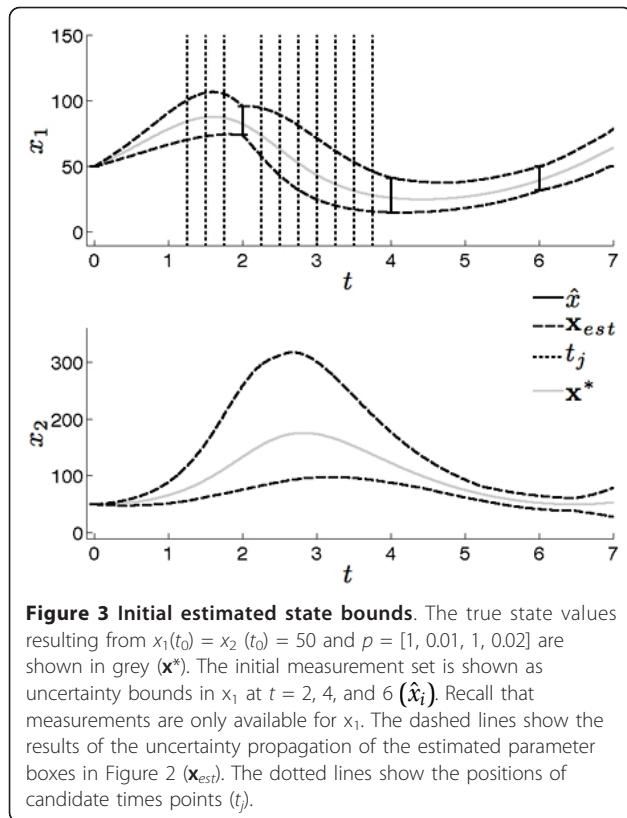 150
100
50
0
x₁
0 1 2 3 4 5 6 7
t
x̂
x_est
t_j
x*
300
200
100
0
x₂
0 1 2 3 4 5 6 7
t
Figure 3 Initial estimated state bounds. The true state values
resulting from x₁(t₀) = x₂ (t₀) = 50 and p = [1, 0.01, 1, 0.02] are
shown in grey (x*). The initial measurement set is shown as
uncertainty bounds in x₁ at t = 2, 4, and 6 (x̂ᵢ). Recall that
measurements are only available for x₁. The dashed lines show the
results of the uncertainty propagation of the estimated parameter
boxes in Figure 2 (x_est). The dotted lines show the positions of
candidate times points (t_j).